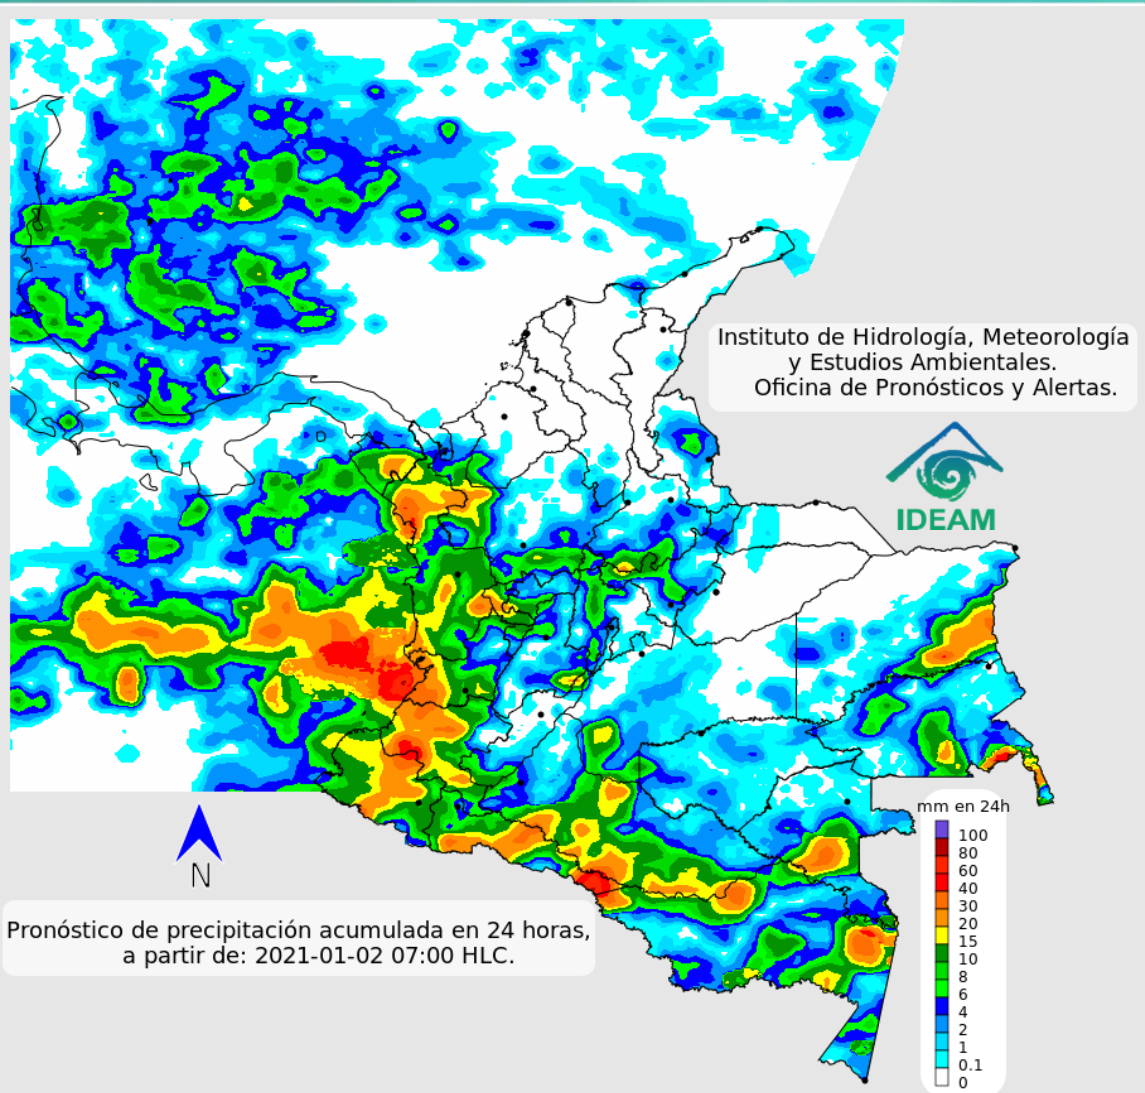 Instituto de Hidrología, Meteorología
y Estudios Ambientales.
Oficina de Pronósticos y Alertas.
IDEAM
mm en 24h
100
80
60
40
30
20
15
10
8
6
4
2
1
0.1
0
N
Pronóstico de precipitación acumulada en 24 horas,
a partir de: 2021-01-02 07:00 HLC.